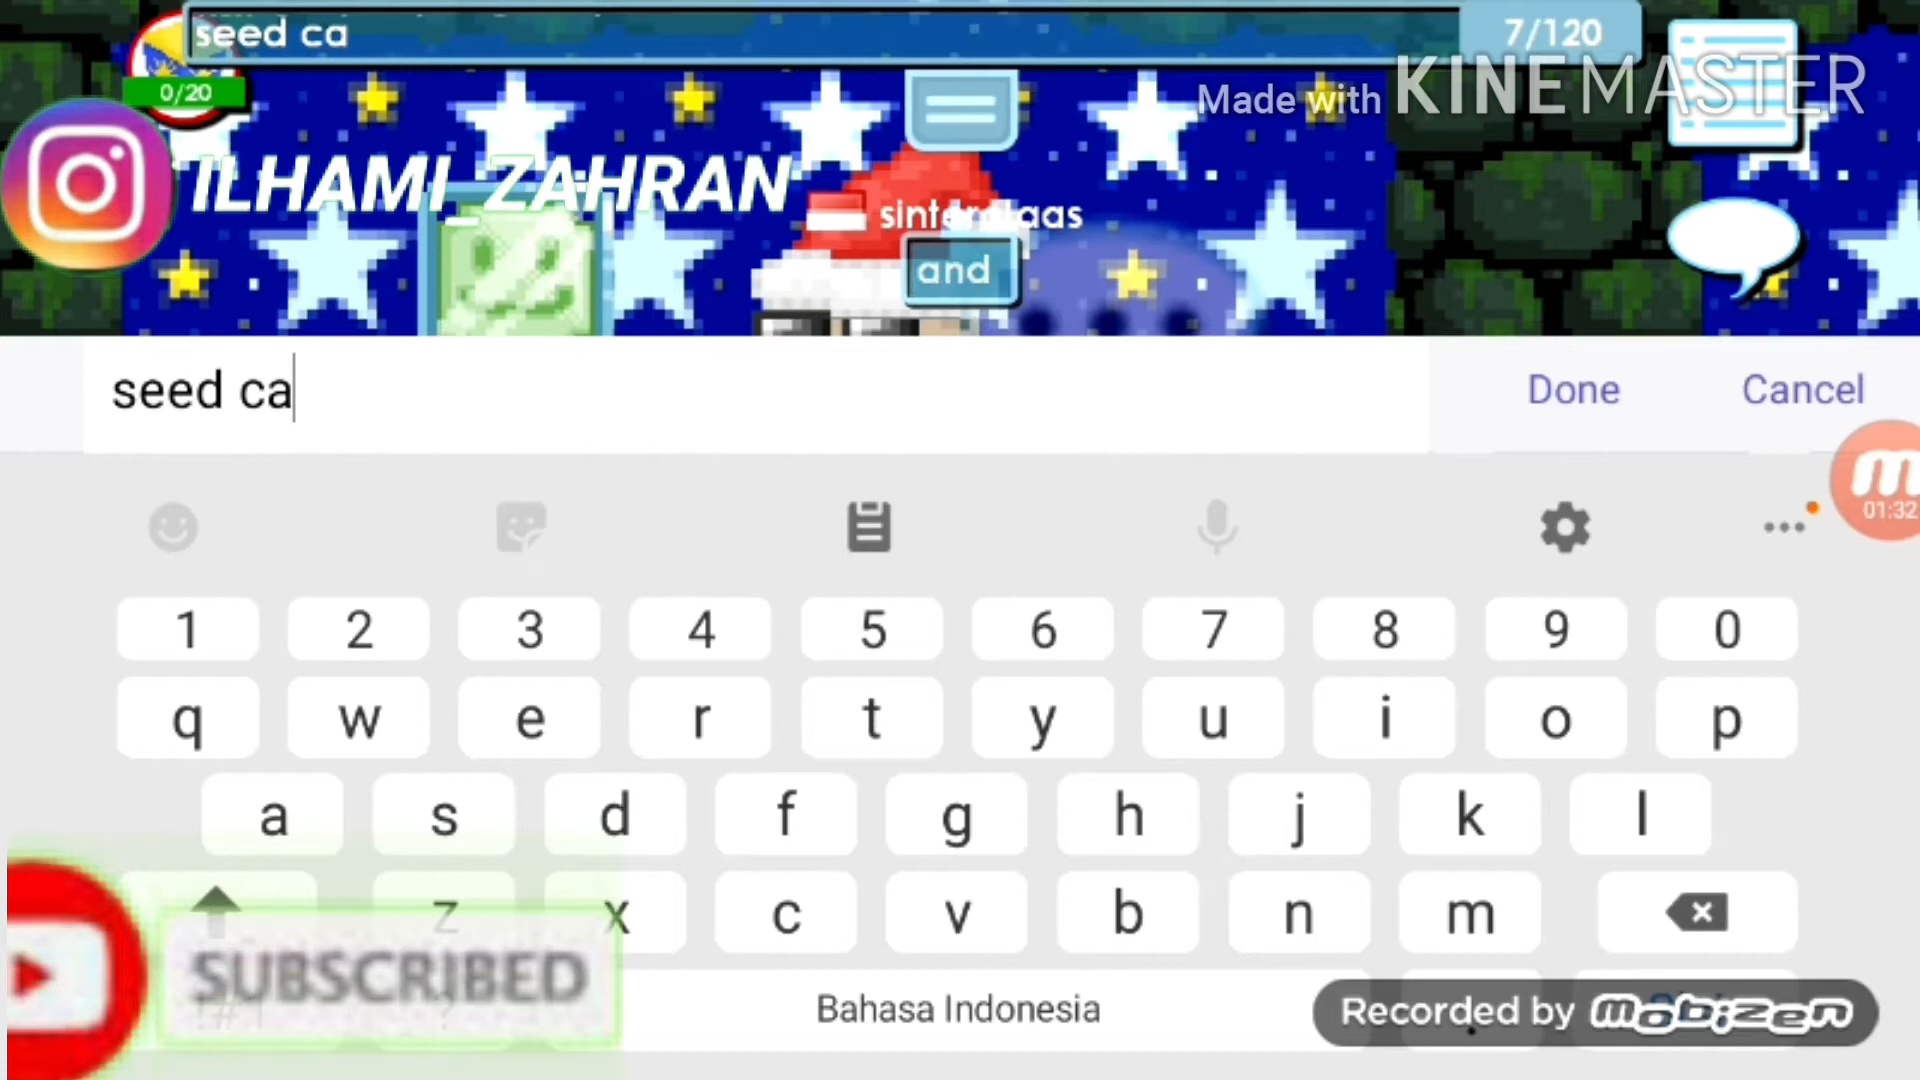 seed ca
7/120
Made with KINEMASTER
0/20
ILHAMI_ZAHRAN
sinterclaas
and
seed ca
Done
Cancel
01:32
1 2 3 4 5 6 7 8 9 0
q w e r t y u i o p
a s d f g h j k l
z x c v b n m
SUBSCRIBED
Bahasa Indonesia
Recorded by mobizen